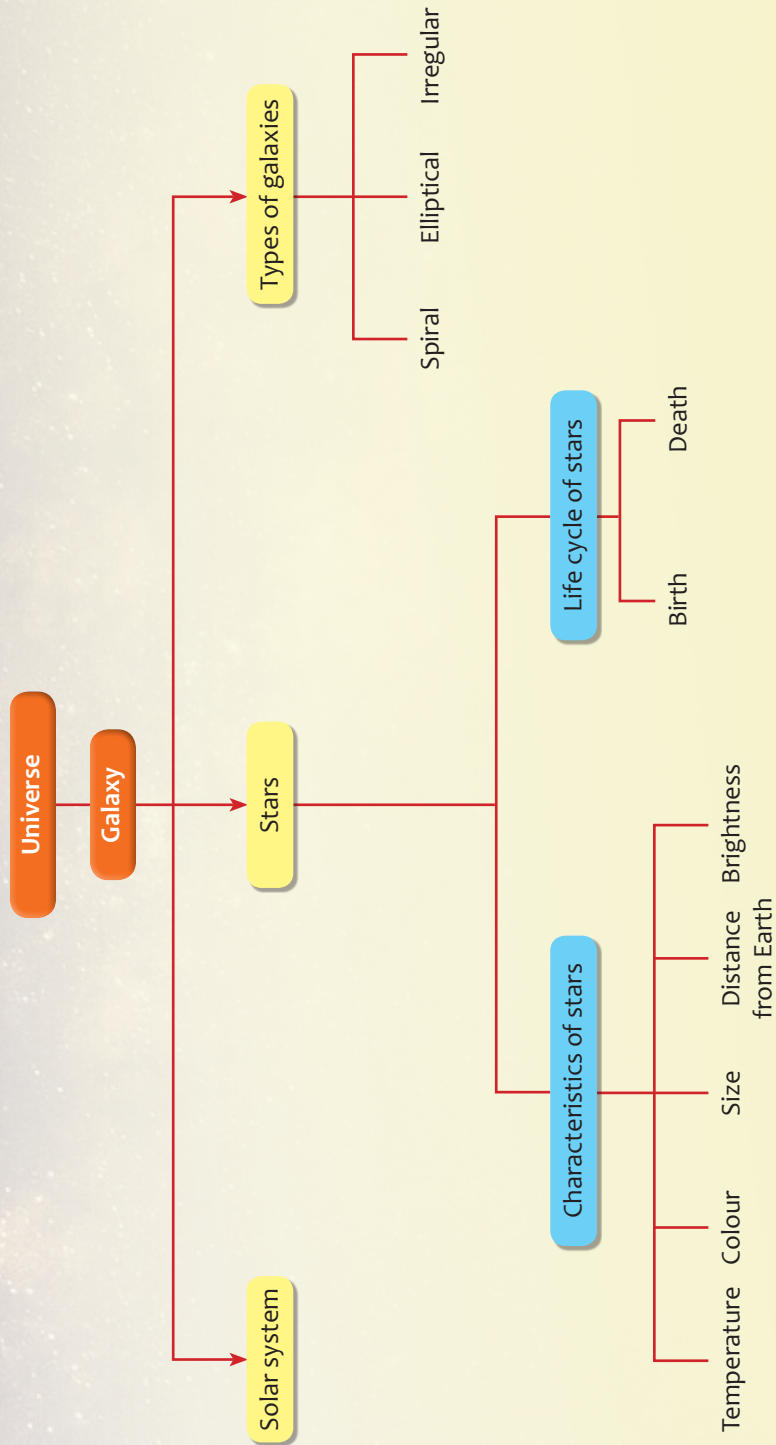 Universe
Galaxy
Solar system
Stars
Types of galaxies
Spiral
Elliptical
Irregular
Characteristics of stars
Life cycle of stars
Birth
Death
Temperature
Colour
Size
Distance
from Earth
Brightness